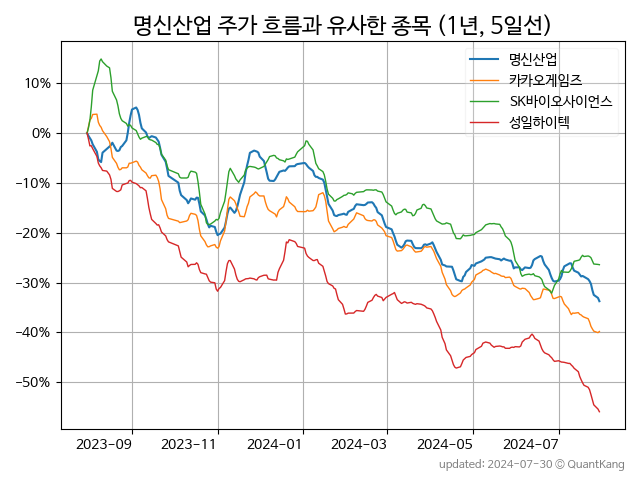 명신산업 주가 흐름과 유사한 종목 (1년, 5일선)
명신산업
카카오게임즈
SK바이오사이언스
성일하이텍
10%
0%
−10%
−20%
−30%
−40%
−50%
2023-09 2023-11 2024-01 2024-03 2024-05 2024-07
updated: 2024-07-30 © QuantKang